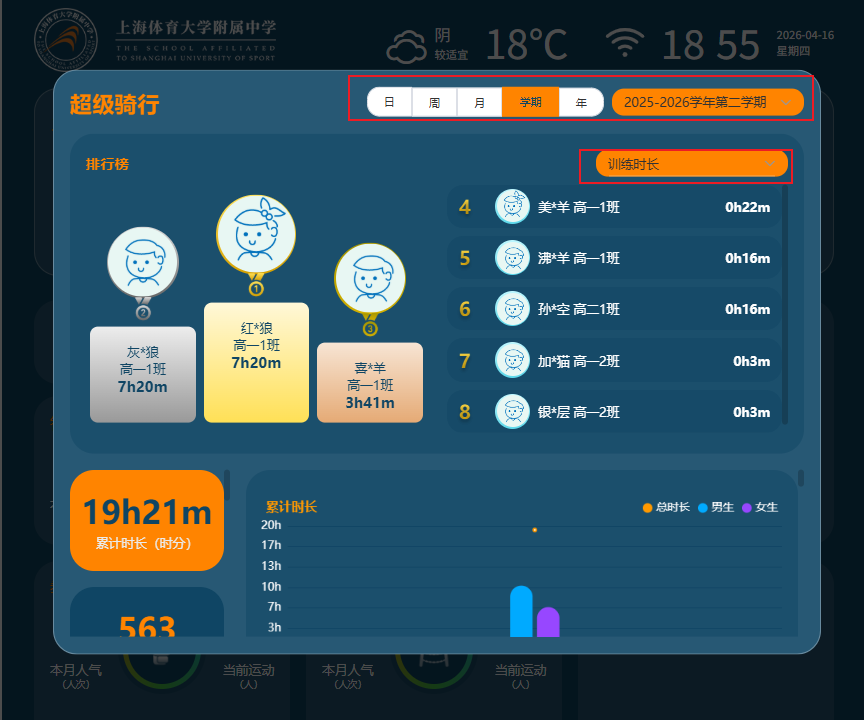 上海体育大学附属中学
THE SCHOOL AFFILIATED
TO SHANGHAI UNIVERSITY OF SPORT
阴
较适宜
18℃
18 55
2026-04-16
星期四
超级骑行
日
周
月
学期
年
2025-2026学年第二学期
排行榜
训练时长
2
灰*狼
高一1班
7h20m
1
红*狼
高一1班
7h20m
3
喜*羊
高一1班
3h41m
4 美*羊 高一1班 0h22m
5 沸*羊 高一1班 0h16m
6 孙*空 高二1班 0h16m
7 加*猫 高一2班 0h3m
8 银*层 高一2班 0h3m
19h21m
累计时长（时分）
563
累计时长
总时长 男生 女生
20h
17h
13h
10h
7h
3h
本月人气
（人次）
当前运动
（人）
本月人气
（人次）
当前运动
（人）